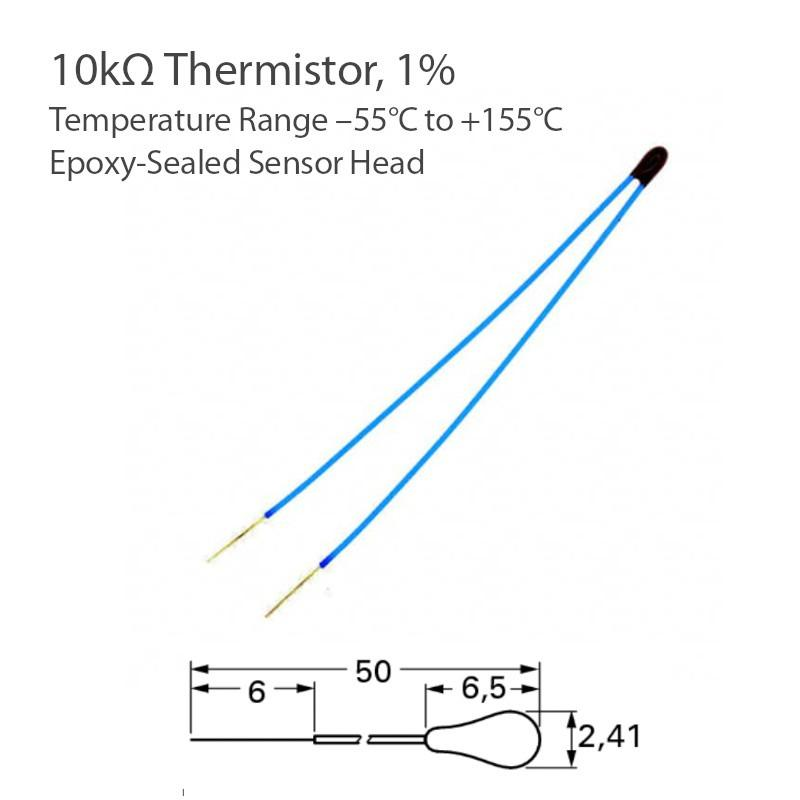 10kΩ Thermistor, 1%
Temperature Range –55°C to +155°C
Epoxy-Sealed Sensor Head
50
6
6,5
2,41